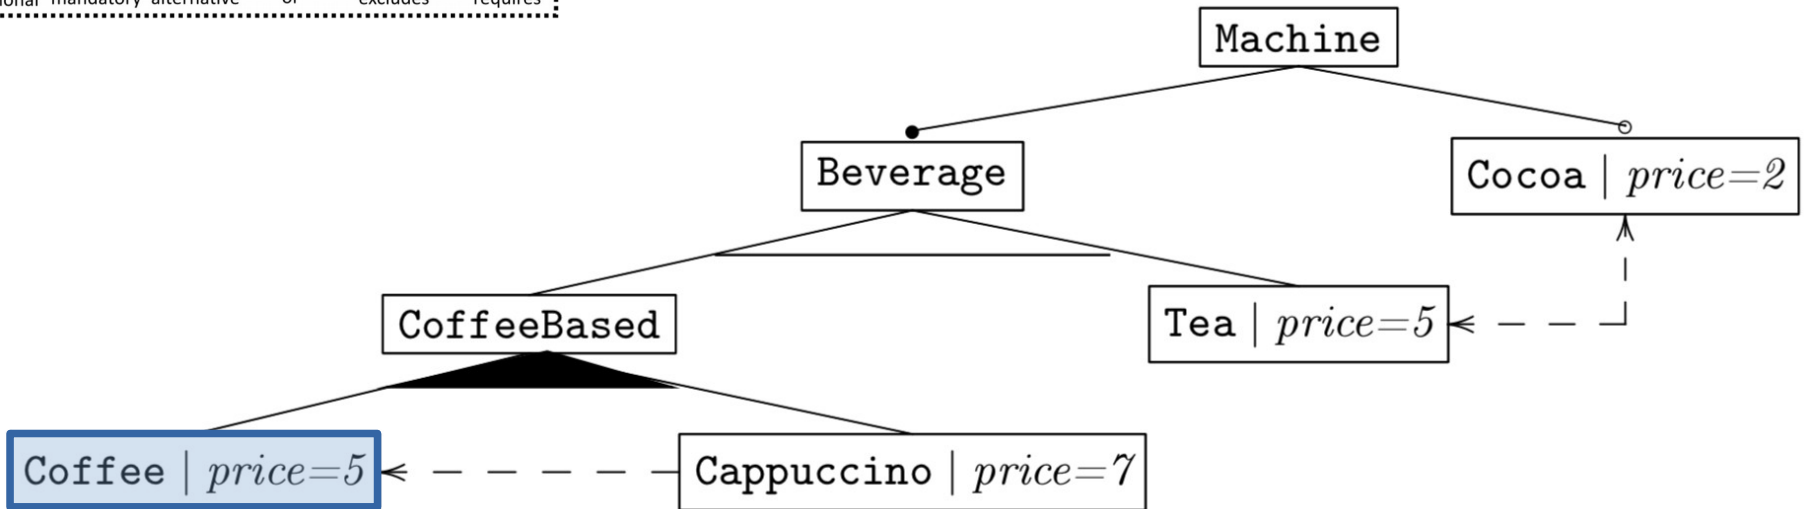 mandatory alternative or excludes requires
Machine
Beverage
Cocoa | price=2
CoffeeBased
Tea | price=5
Coffee | price=5
Cappuccino | price=7